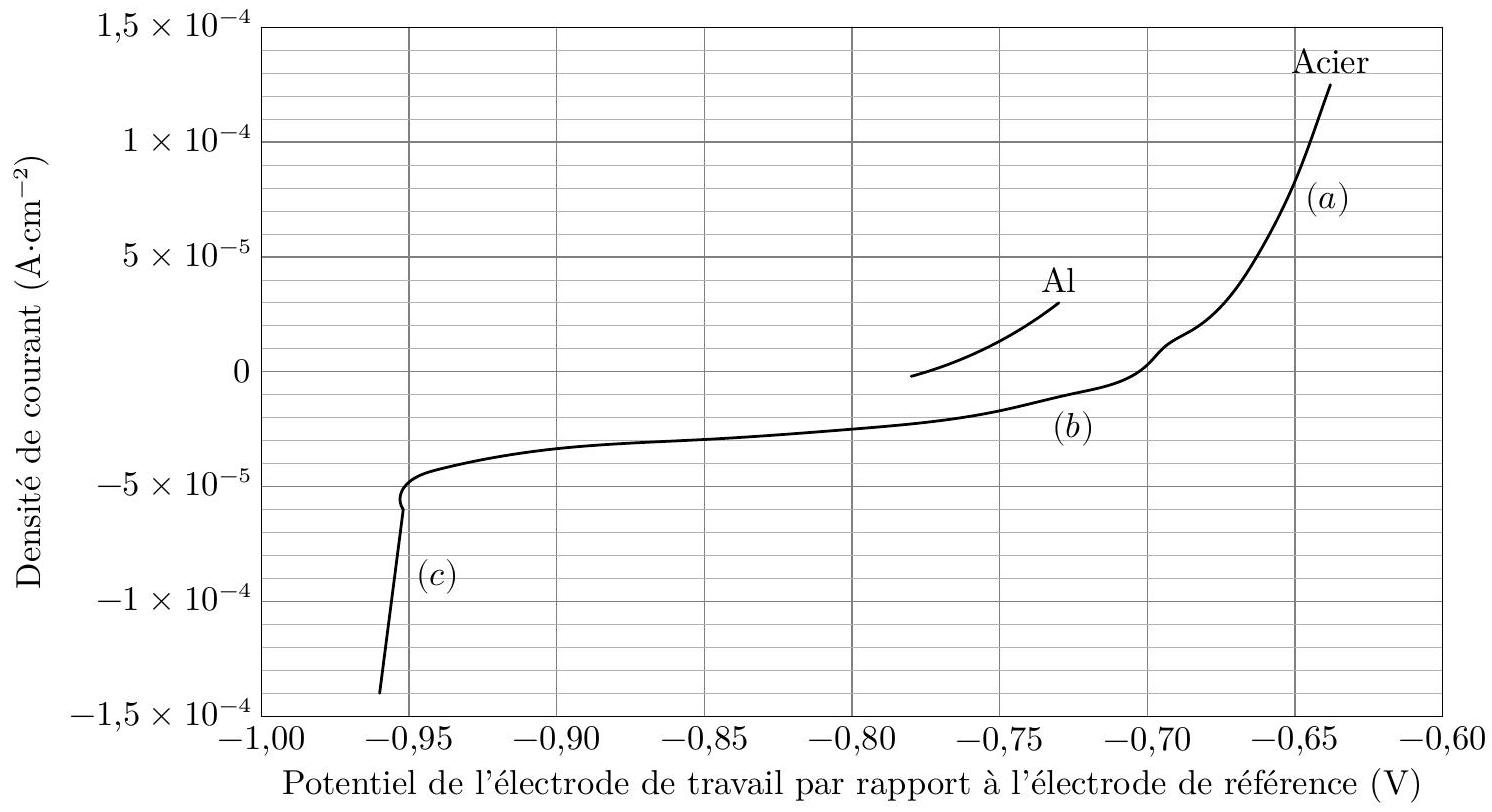 1,5 × 10⁻⁴
1 × 10⁻⁴
5 × 10⁻⁵
0
−5 × 10⁻⁵
−1 × 10⁻⁴
−1,5 × 10⁻⁴
Densité de courant (A·cm⁻²)
Acier
(a)
Al
(b)
(c)
−1,00 −0,95 −0,90 −0,85 −0,80 −0,75 −0,70 −0,65 −0,60
Potentiel de l'électrode de travail par rapport à l'électrode de référence (V)